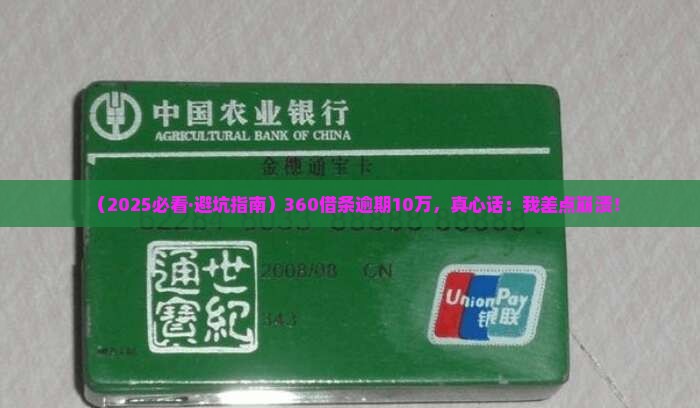 中国农业银行
AGRICULTURAL BANK OF CHINA
金穗通宝卡
（2025必看·避坑指南）360借条逾期10万，真心话：我差点崩溃！
2008/08 CN
世纪
通寶
343
UnionPay
银联